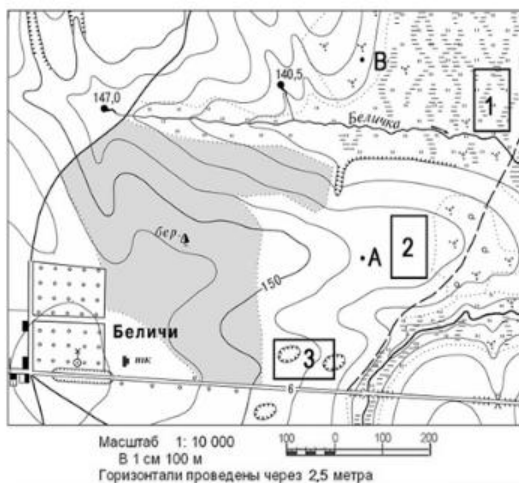 В
147,0
140,5
1
Беличка
бер.
А
2
150
Беличи
шк
3
6
Масштаб 1: 10 000
В 1 см 100 м
100 0 100 200
Горизонтали проведены через 2,5 метра